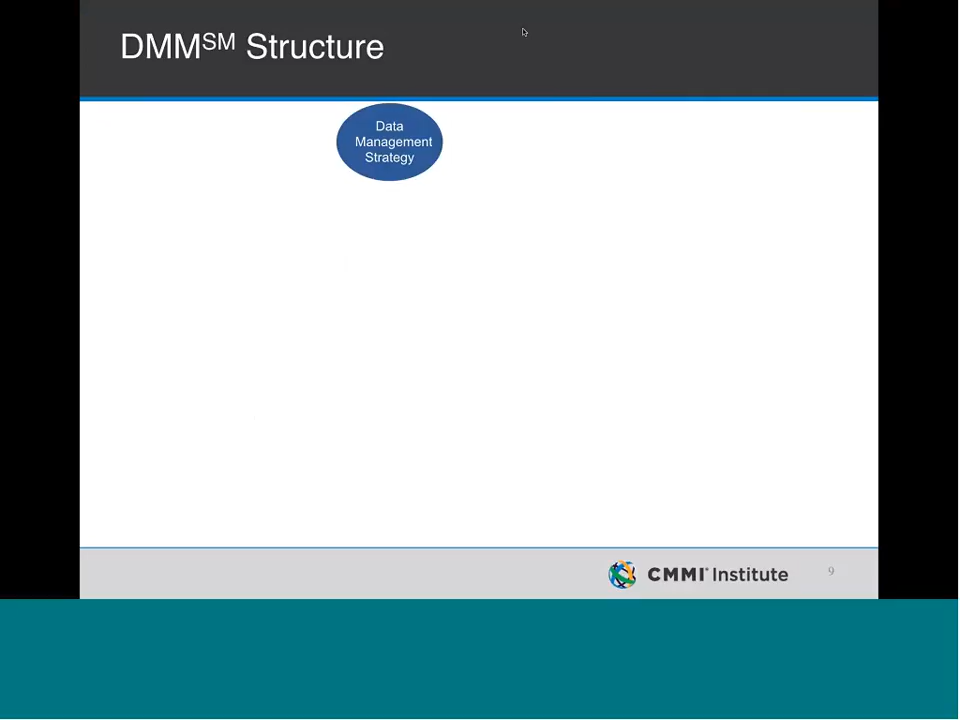 DMMSM Structure
Data
Management
Strategy
CMMI® Institute
9